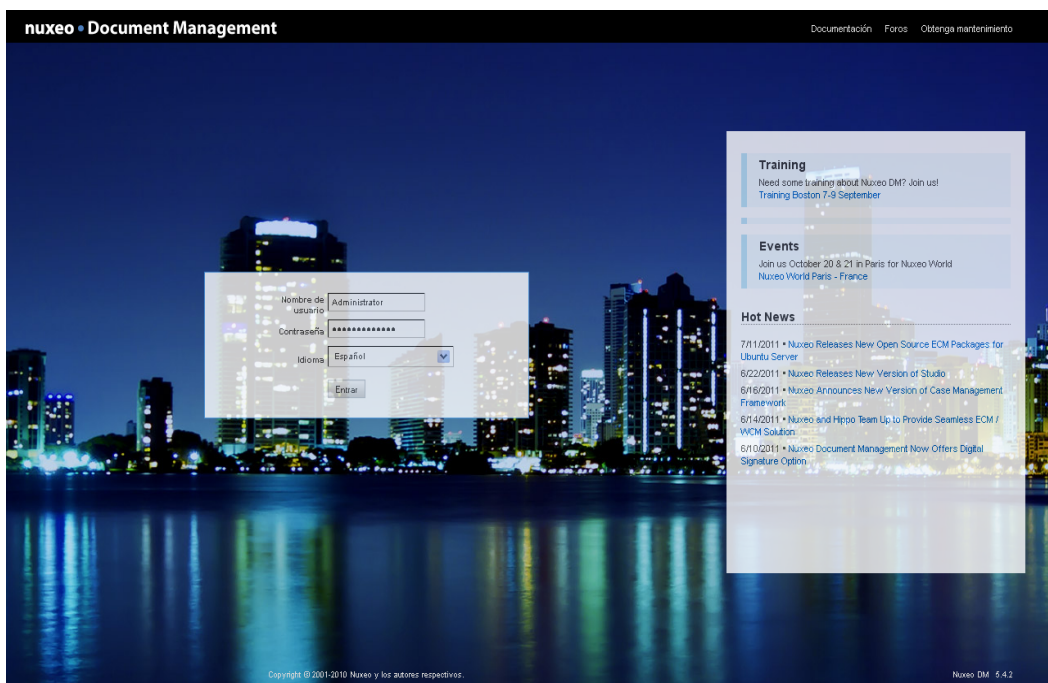 nuxeo • Document Management
Documentación Foros Obtenga mantenimiento
Nombre de
usuario
Administrator
Contraseña
•••••••••••••
Idioma
Español
Entrar
Training
Need some training about Nuxeo DM? Join us!
Training Boston 7-9 September
Events
Join us October 20 & 21 in Paris for Nuxeo World
Nuxeo World Paris - France
Hot News
7/11/2011 • Nuxeo Releases New Open Source ECM Packages for
Ubuntu Server
6/22/2011 • Nuxeo Releases New Version of Studio
6/16/2011 • Nuxeo Announces New Version of Case Management
Framework
6/14/2011 • Nuxeo and Hippo Team Up to Provide Seamless ECM /
WCM Solution
6/10/2011 • Nuxeo Document Management Now Offers Digital
Signature Option
Copyright © 2001-2010 Nuxeo y los autores respectivos.
Nuxeo DM 5.4.2